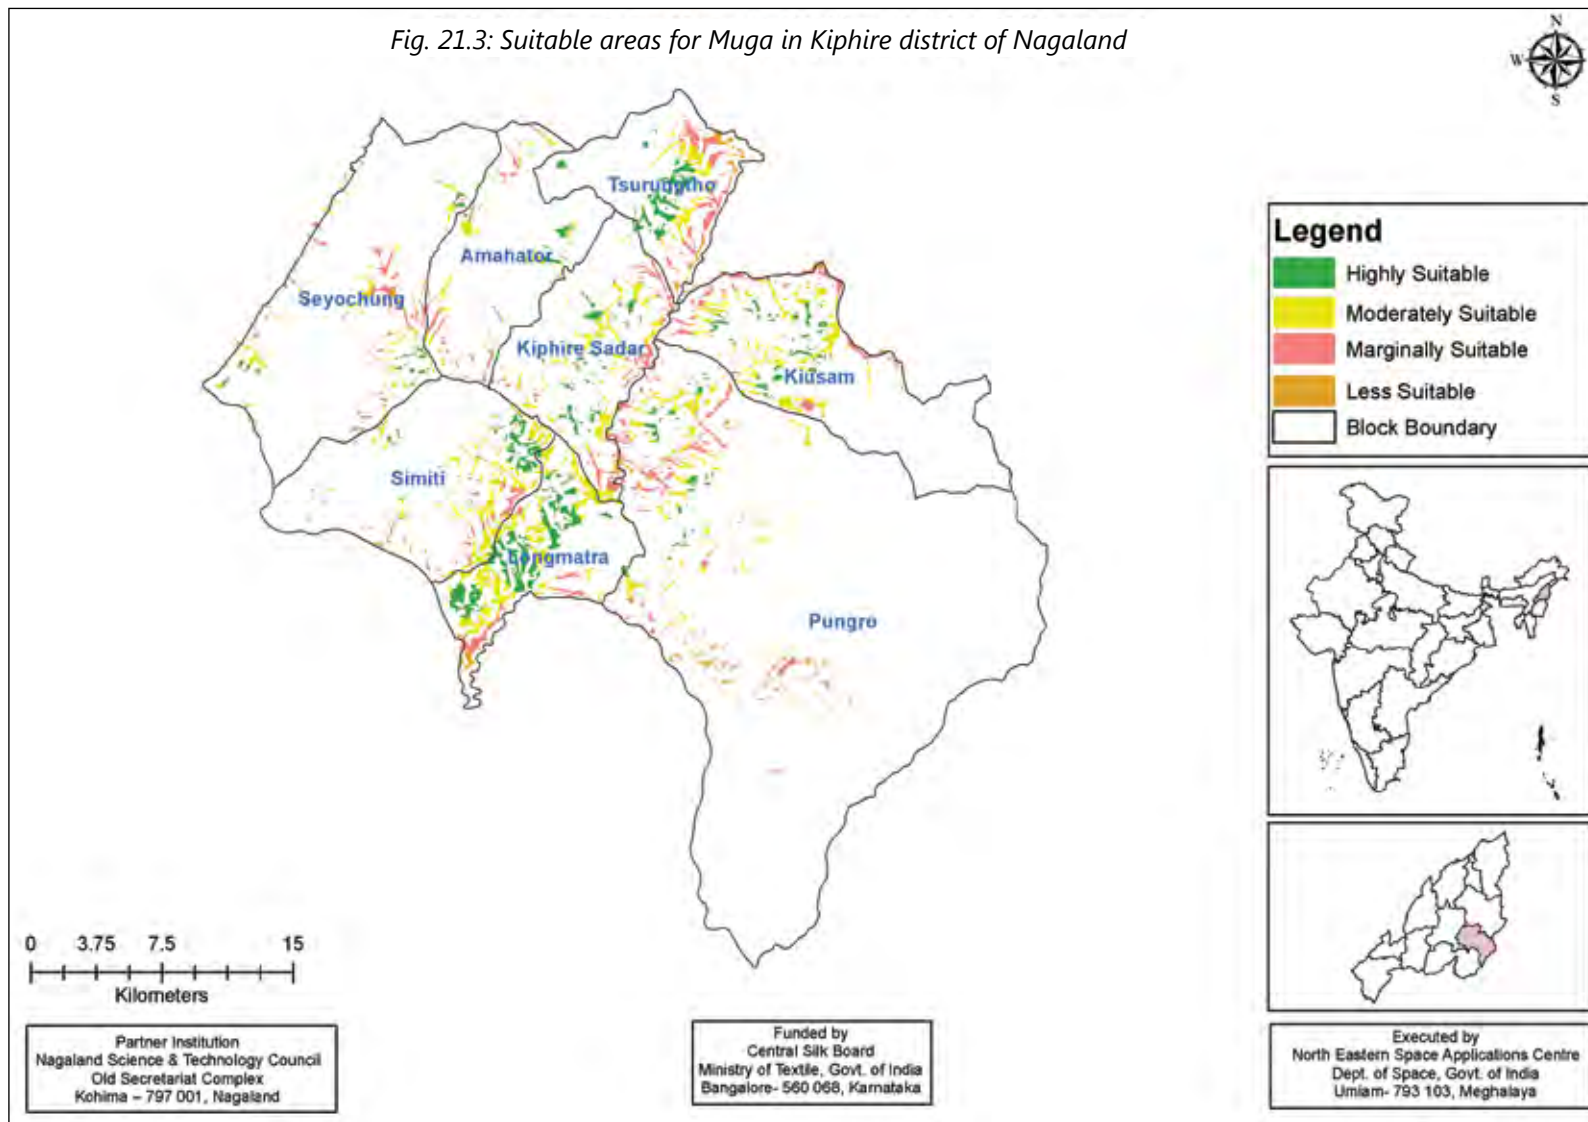 Fig. 21.3: Suitable areas for Muga in Kiphire district of Nagaland
N
W
S
Tsurungtho
Amahator
Seyochung
Kiphire Sadar
Kiusam
Simiti
Longmatra
Pungro
Legend
Highly Suitable
Moderately Suitable
Marginally Suitable
Less Suitable
Block Boundary
0 3.75 7.5 15
Kilometers
Partner Institution
Nagaland Science & Technology Council
Old Secretariat Complex
Kohima – 797 001, Nagaland
Funded by
Central Silk Board
Ministry of Textile, Govt. of India
Bangalore- 560 068, Karnataka
Executed by
North Eastern Space Applications Centre
Dept. of Space, Govt. of India
Umiam- 793 103, Meghalaya